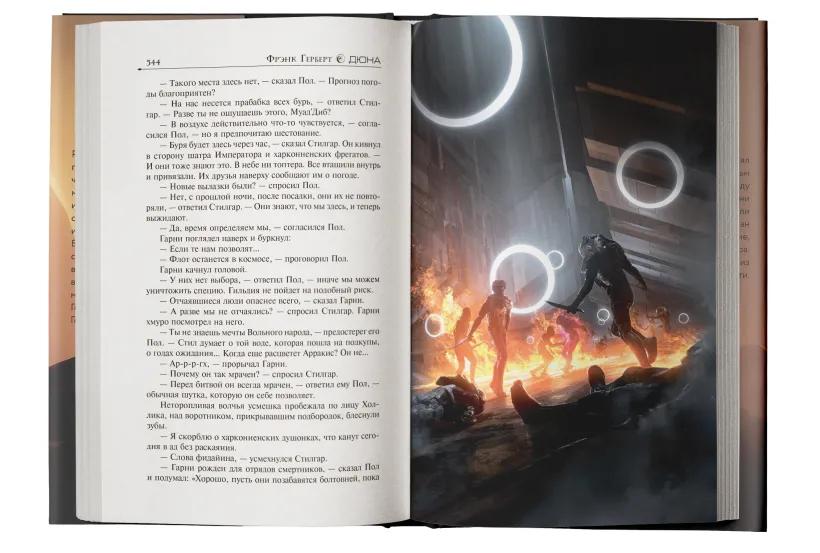 544
Фрэнк Герберт ДЮНА
— Такого места здесь нет, — сказал Пол. — Прогноз пого-
ды благоприятен?
— На нас несется прабабка всех бурь, — ответил Стил-
гар. — Разве ты не ощущаешь этого, Муад'Диб?
— В воздухе действительно что-то чувствуется, — согла-
сился Пол, — но я предпочитаю шествование.
— Буря будет здесь через час, — сказал Стилгар. Он кивнул
в сторону шатра Императора и харконненских фрегатов. —
И они тоже знают это. В небе ни топтера. Все втащили внутрь
и привязали. Их друзья наверху сообщают им о погоде.
— Новые вылазки были? — спросил Пол.
— Нет, с прошлой ночи, после посадки, они их не повто-
ряли, — ответил Стилгар. — Они знают, что мы здесь, и теперь
выжидают.
— Да, время определяем мы, — согласился Пол.
Гарни поглядел наверх и буркнул:
— Если те нам позволят...
— Флот останется в космосе, — проговорил Пол.
Гарни качнул головой.
— У них нет выбора, — ответил Пол, — иначе мы можем
уничтожить специю. Гильдия не пойдет на подобный риск.
— Отчаявшиеся люди опаснее всего, — сказал Гарни.
— А разве мы не отчаялись? — спросил Стилгар. Гарни
хмуро посмотрел на него.
— Ты не знаешь мечты Вольного народа, — предостерег его
Пол. — Стил думает о той воде, которая пошла на подкупы,
о годах ожидания... Когда еще расцветет Арракис? Он не...
— Ар-р-р-гх, — прорычал Гарни.
— Почему он так мрачен? — спросил Стилгар.
— Перед битвой он всегда мрачен, — ответил ему Пол, —
обычная шутка, которую он себе позволяет.
Неторопливая волчья усмешка пробежала по лицу Хол-
лика, над воротником, прикрывавшим подбородок, блеснули
зубы.
— Я скорблю о харконненских душонках, что канут сего-
дня в ад без раскаяния.
— Слова фидайина, — усмехнулся Стилгар.
— Гарни рожден для отрядов смертников, — сказал Пол
и подумал: «Хорошо, пусть они позабавятся болтовней, пока